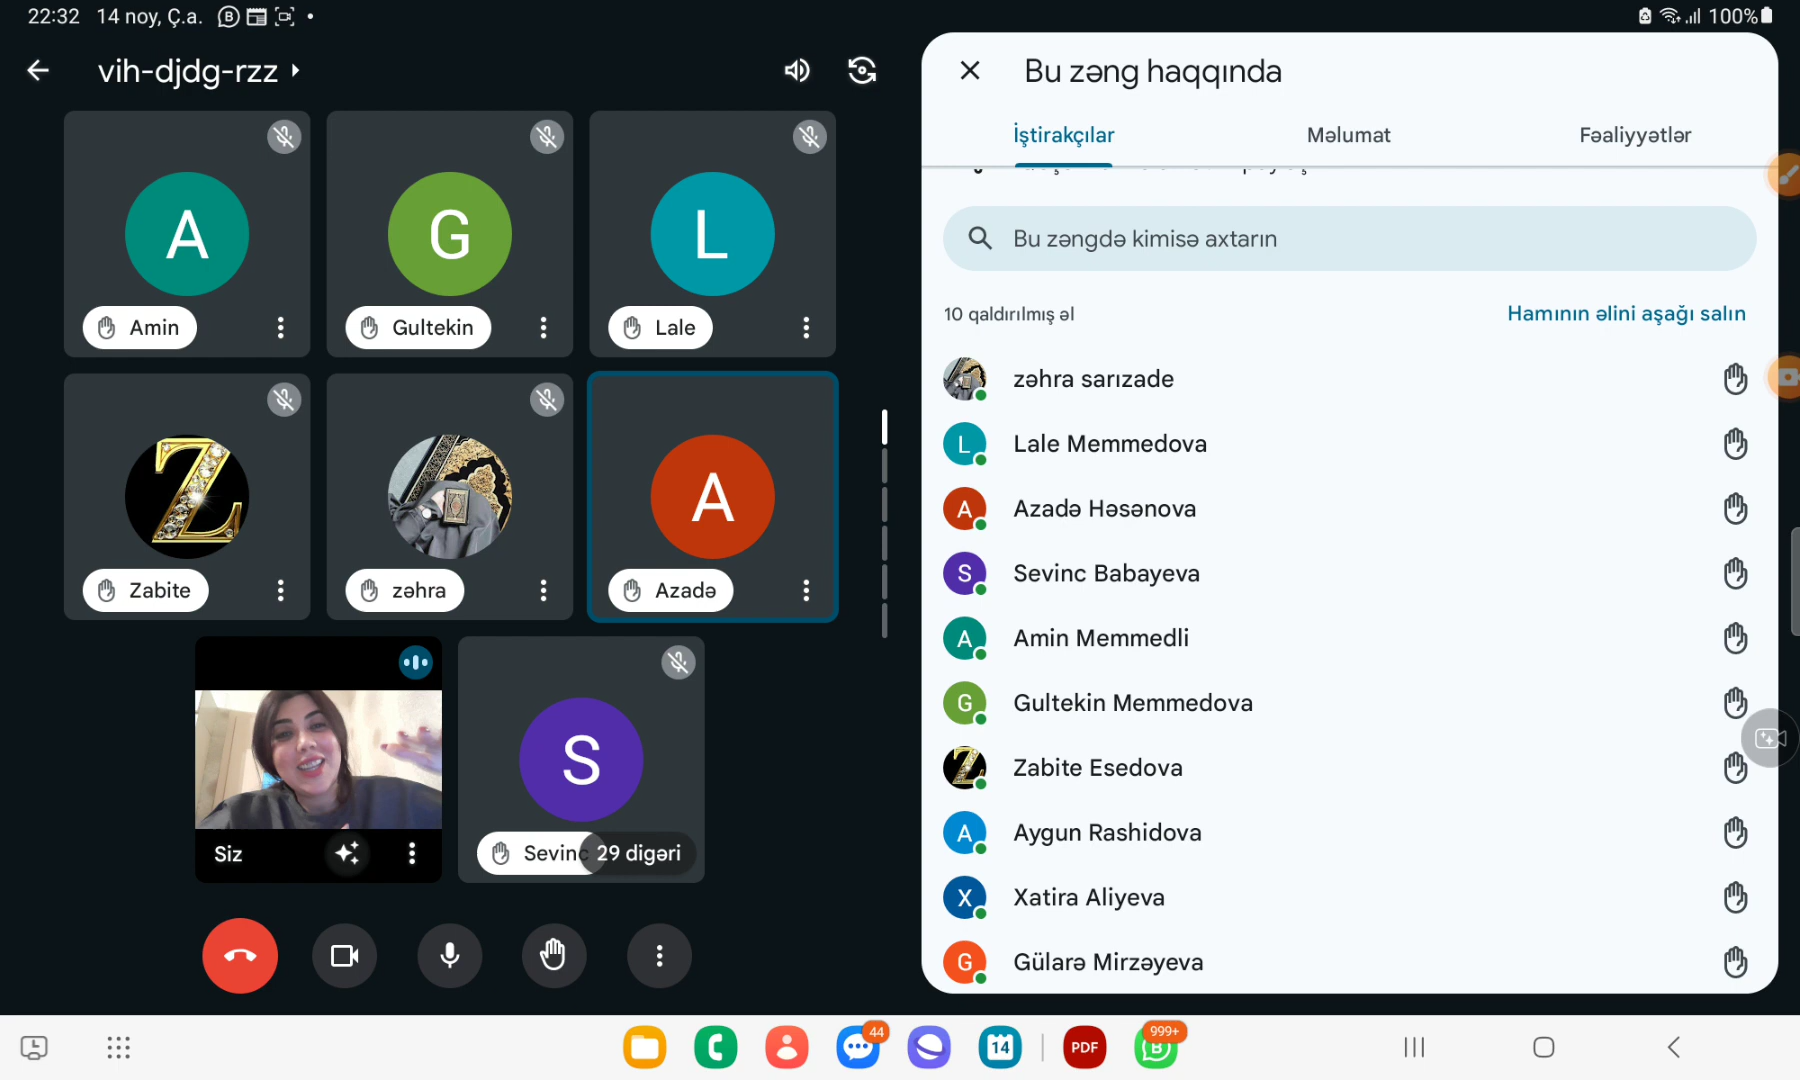 22:32 14 noy, Ç.a.
100%
vih-djdg-rzz
A
Amin
G
Gultekin
L
Lale
Z
Zabite
zəhra
A
Azadə
Siz
S
Sevinc
29 digəri
Bu zəng haqqında
İştirakçılar
Məlumat
Fəaliyyətlər
Bu zəngdə kimisə axtarın
10 qaldırılmış əl
Hamının əlini aşağı salın
zəhra sarızade
L Lale Memmedova
A Azadə Həsənova
S Sevinc Babayeva
A Amin Memmedli
G Gultekin Memmedova
Z Zabite Esedova
A Aygun Rashidova
X Xatira Aliyeva
G Gülarə Mirzəyeva
44
14
PDF
999+
B